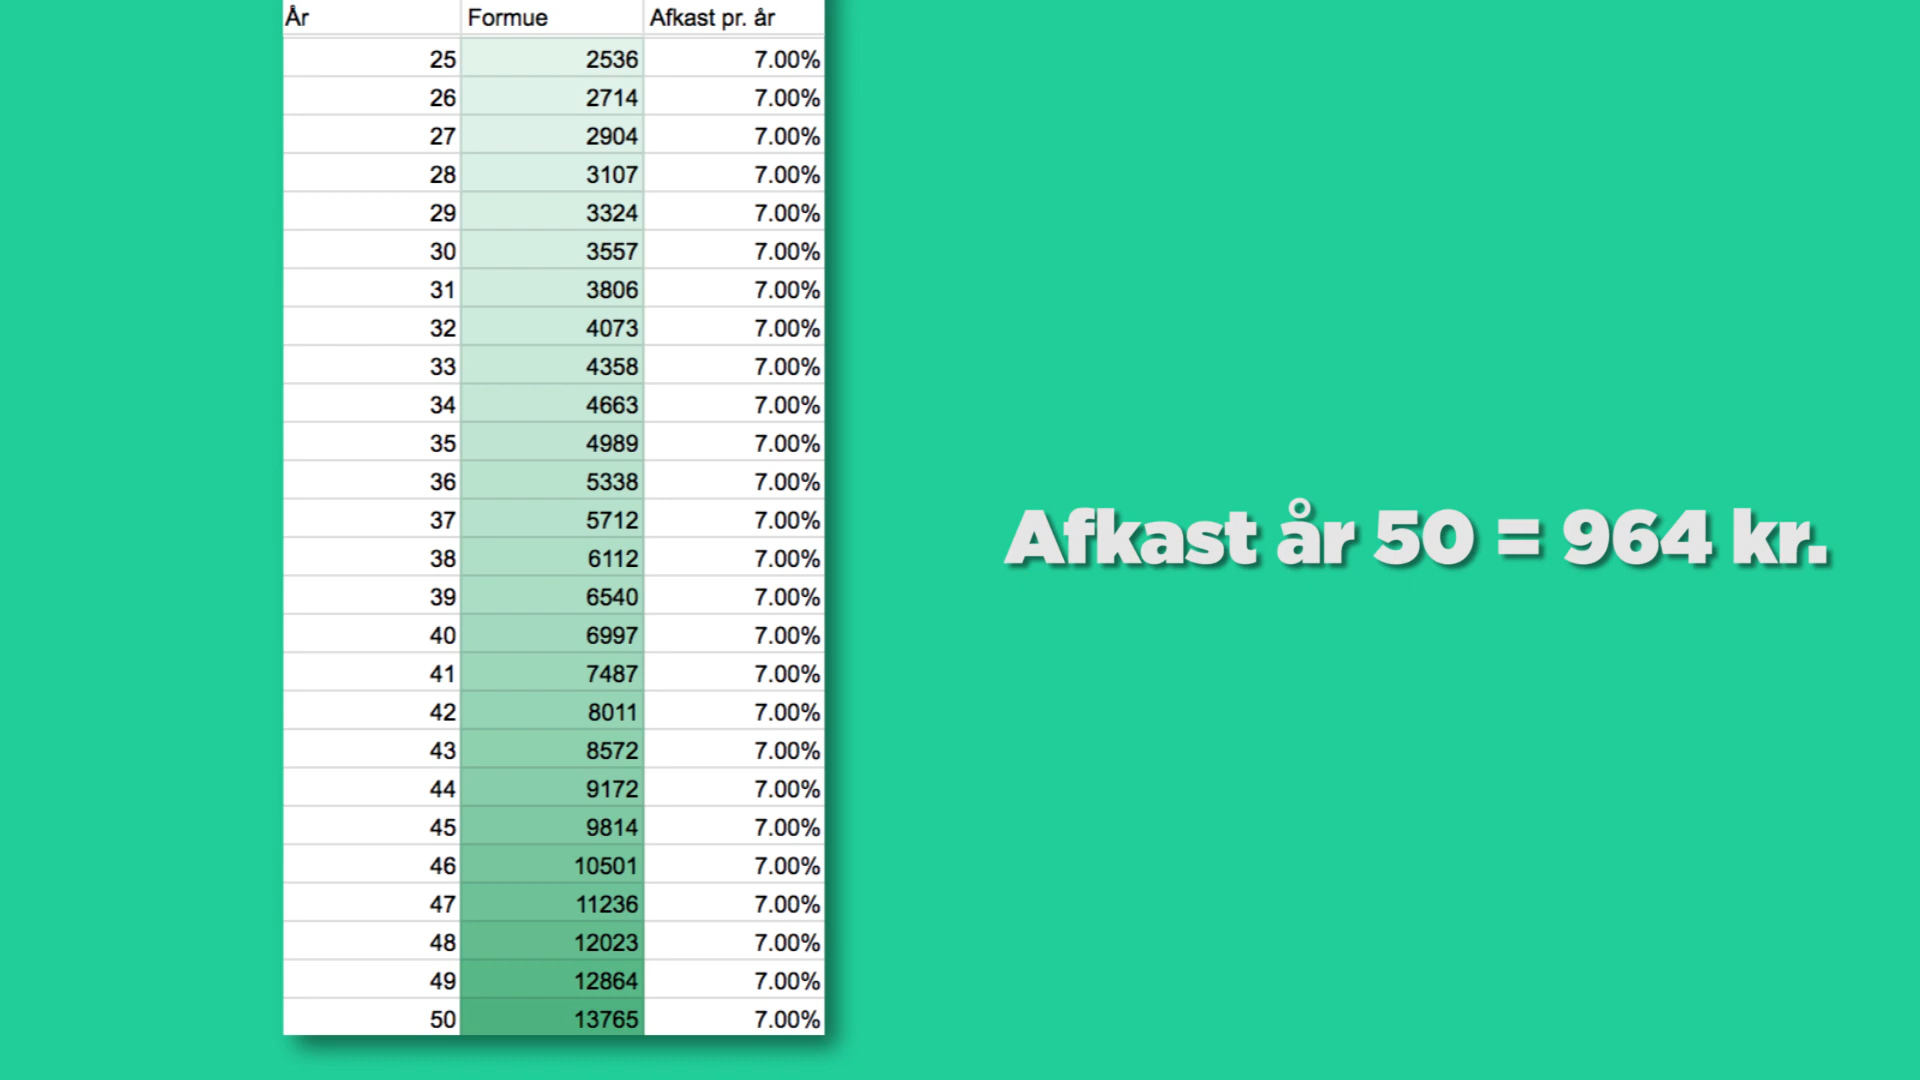 År Formue Afkast pr. år
25 2536 7.00%
26 2714 7.00%
27 2904 7.00%
28 3107 7.00%
29 3324 7.00%
30 3557 7.00%
31 3806 7.00%
32 4073 7.00%
33 4358 7.00%
34 4663 7.00%
35 4989 7.00%
36 5338 7.00%
37 5712 7.00%
38 6112 7.00%
39 6540 7.00%
40 6997 7.00%
41 7487 7.00%
42 8011 7.00%
43 8572 7.00%
44 9172 7.00%
45 9814 7.00%
46 10501 7.00%
47 11236 7.00%
48 12023 7.00%
49 12864 7.00%
50 13765 7.00%
Afkast år 50 = 964 kr.